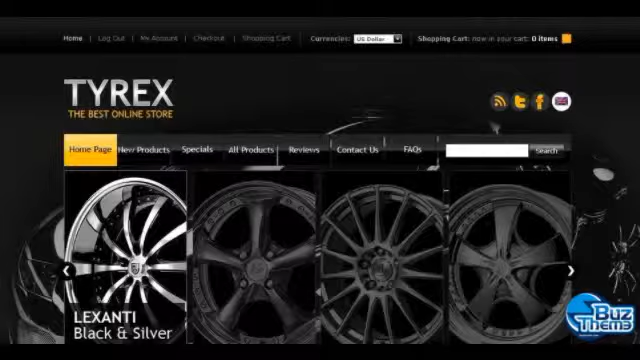 Home | Log Out | My Account | Checkout | Shopping Cart Currencies: US Dollar Shopping Cart: now in your cart: 0 items
TYREX
THE BEST ONLINE STORE
Home Page New Products Specials All Products Reviews Contact Us FAQs Search
LEXANTI
Black & Silver
Buz
Them3